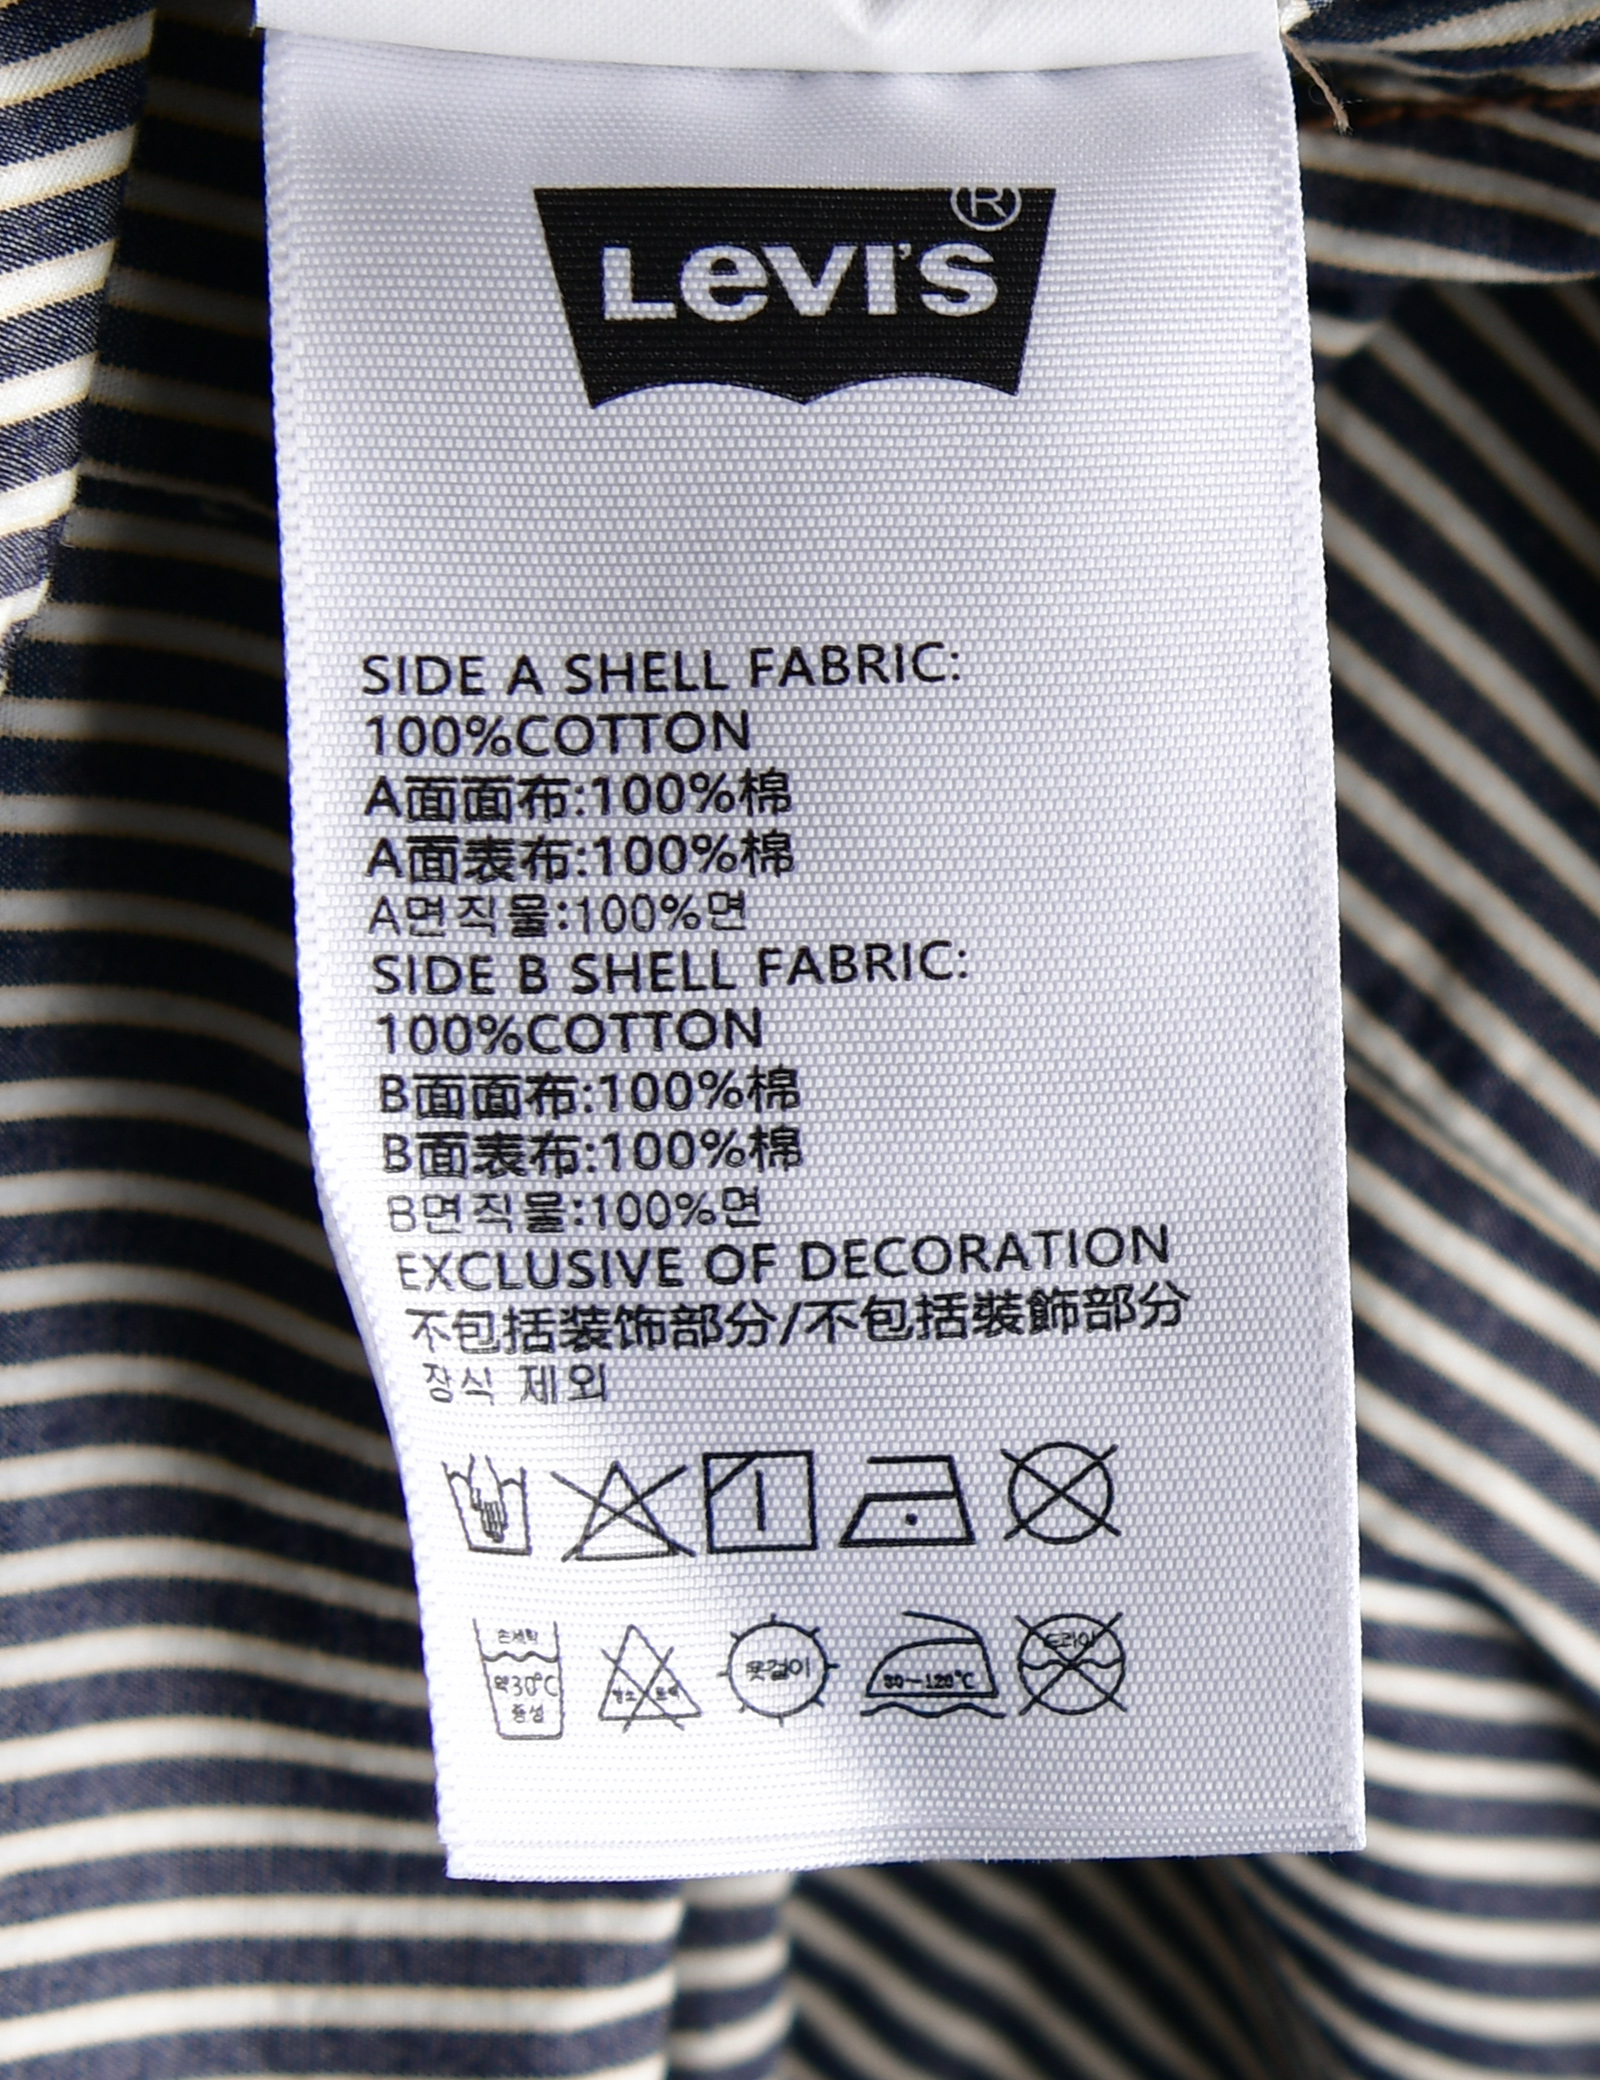 LEVI'S®
SIDE A SHELL FABRIC:
100%COTTON
A面面布:100%棉
A面表布:100%棉
A면직물:100%면
SIDE B SHELL FABRIC:
100%COTTON
B面面布:100%棉
B面表布:100%棉
B면직물:100%면
EXCLUSIVE OF DECORATION
不包括装饰部分/不包括裝飾部分
장식 제외
손세탁
약30℃
중성
옷걸이
80~120℃
드라이